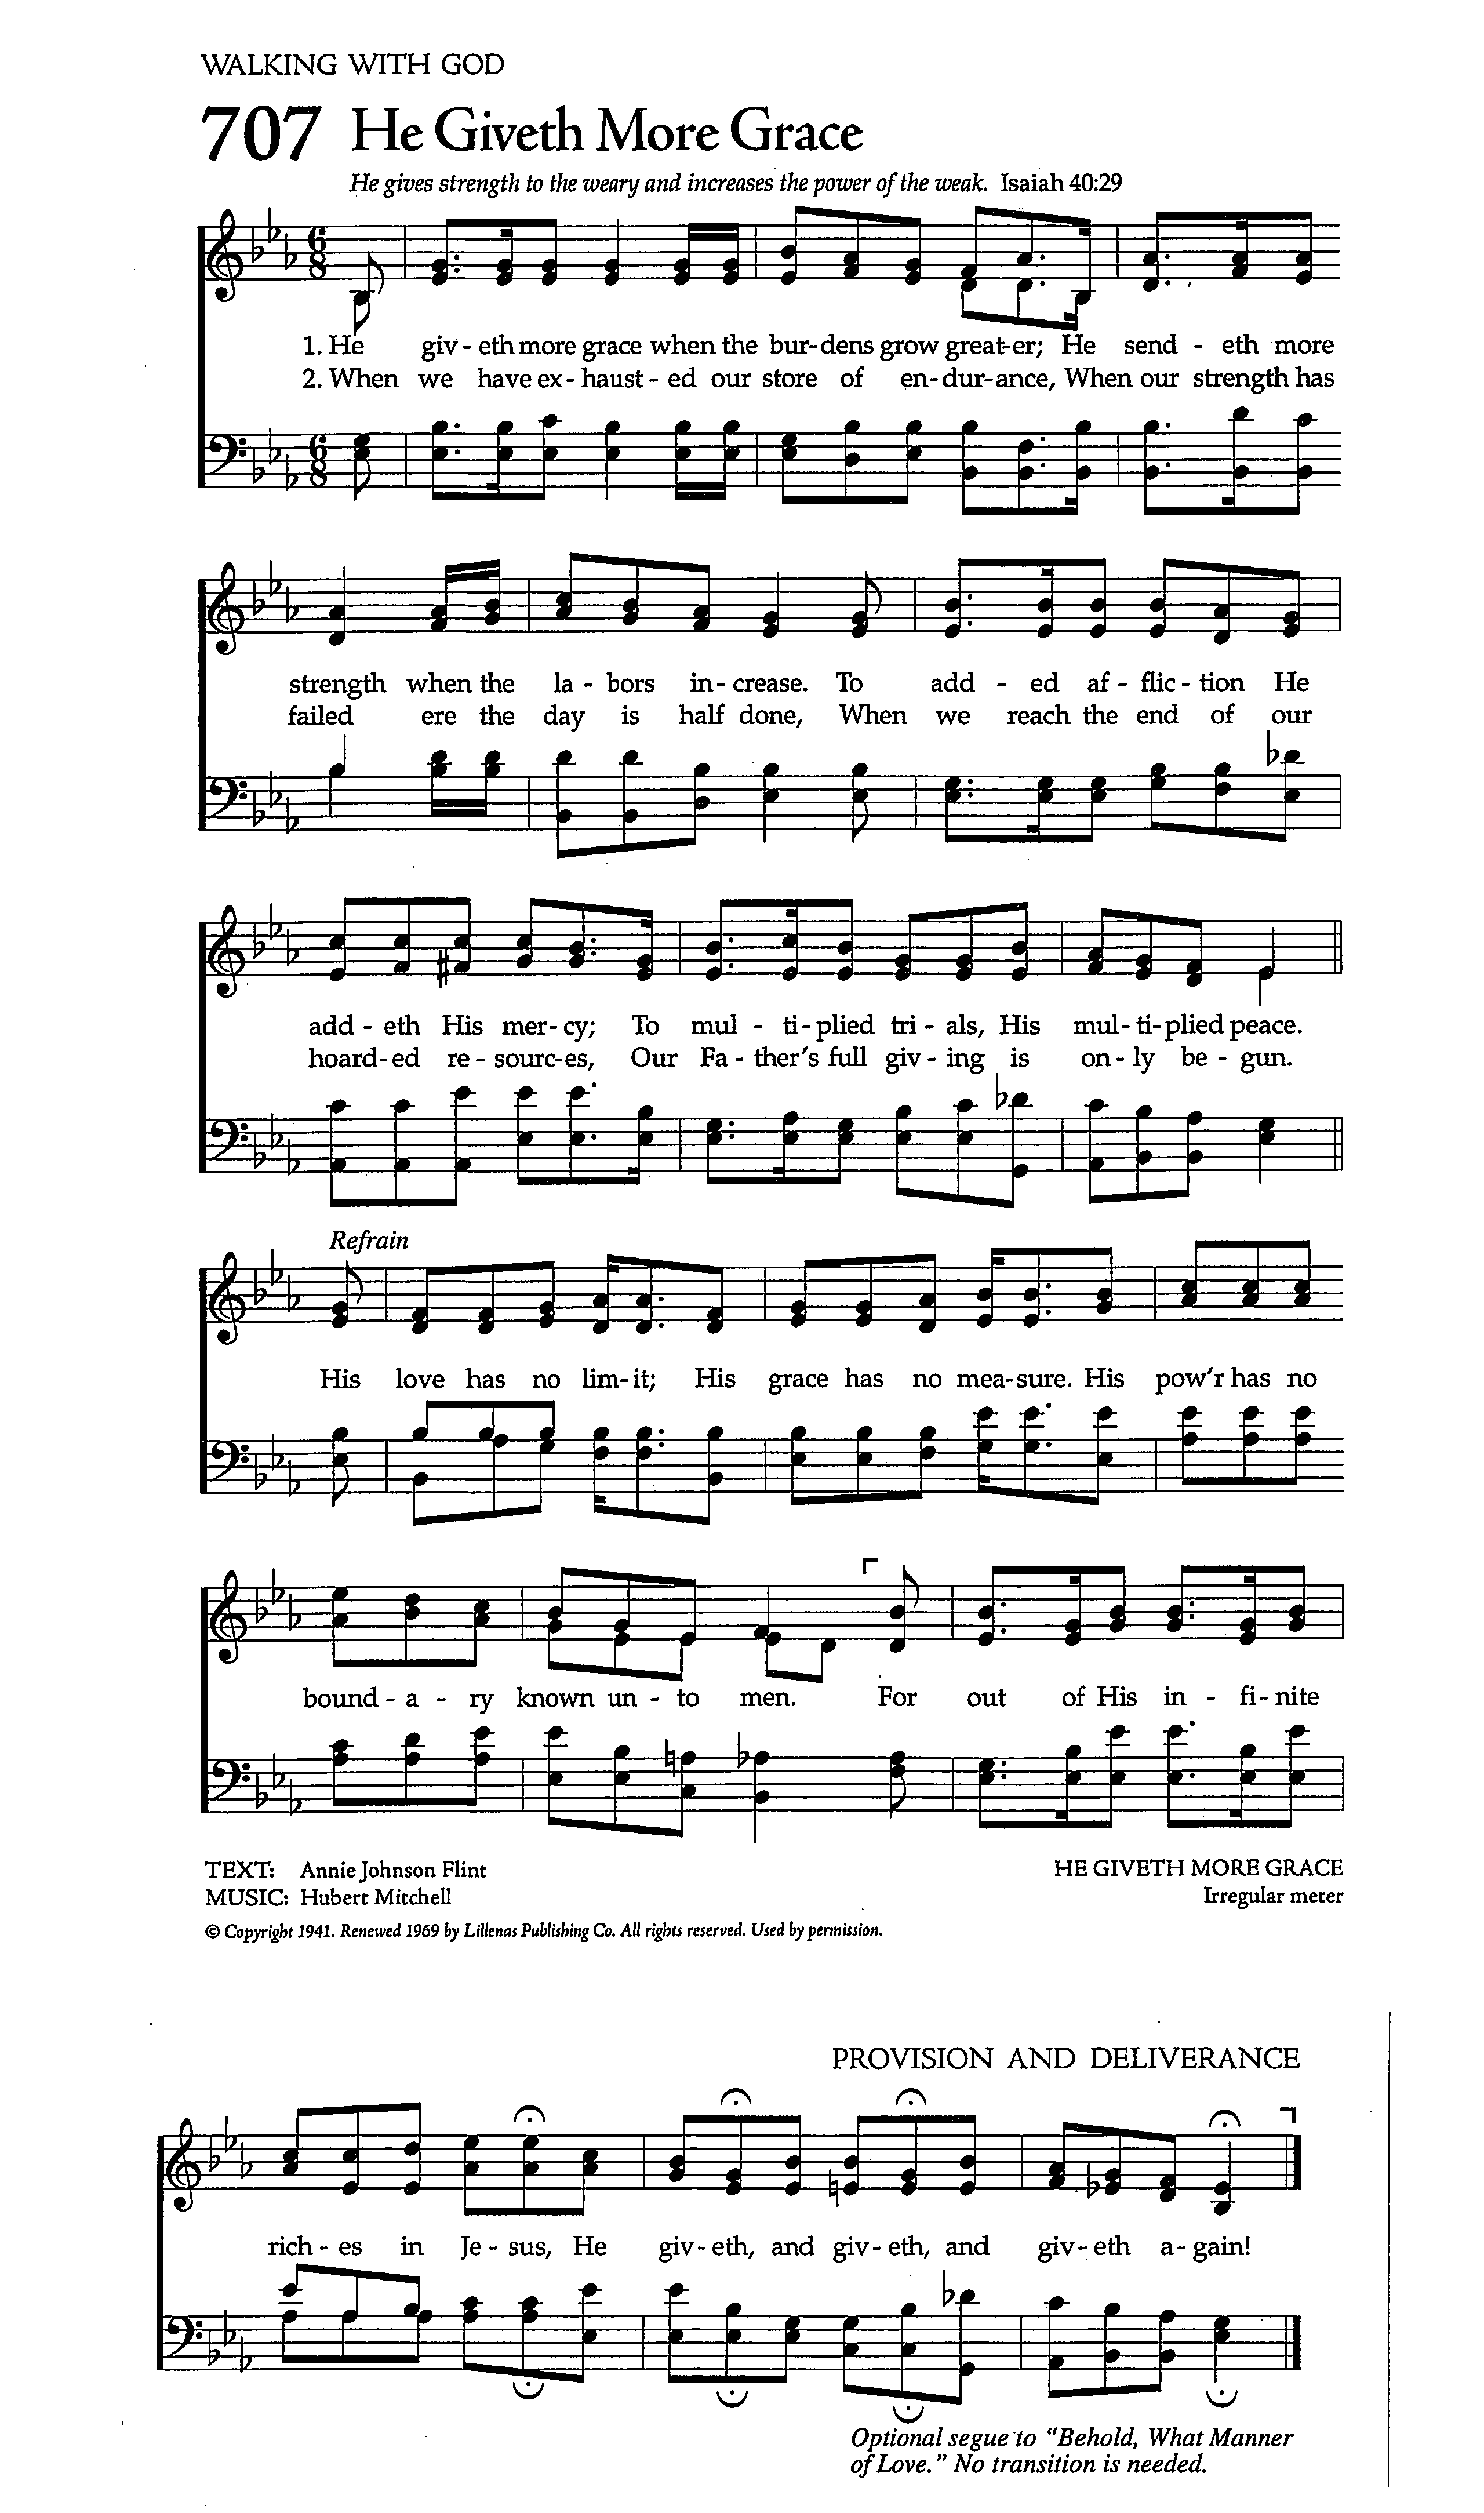 WALKING WITH GOD
707 He Giveth More Grace
He gives strength to the weary and increases the power of the weak. Isaiah 40:29
1. He giv - eth more grace when the bur - dens grow great - er; He send - eth more
2. When we have ex - haust - ed our store of en - dur - ance, When our strength has
strength when the la - bors in - crease. To add - ed af - flic - tion He
failed ere the day is half done, When we reach the end of our
add - eth His mer - cy; To mul - ti - plied tri - als, His mul - ti - plied peace.
hoard - ed re - sourc - es, Our Fa - ther's full giv - ing is on - ly be - gun.
Refrain
His love has no lim - it; His grace has no mea - sure. His pow'r has no
bound - a - ry known un - to men. For out of His in - fi - nite
TEXT: Annie Johnson Flint
MUSIC: Hubert Mitchell
HE GIVETH MORE GRACE
Irregular meter
© Copyright 1941. Renewed 1969 by Lillenas Publishing Co. All rights reserved. Used by permission.
PROVISION AND DELIVERANCE
rich - es in Je - sus, He giv - eth, and giv - eth, and giv - eth a - gain!
Optional segue to "Behold, What Manner
of Love." No transition is needed.